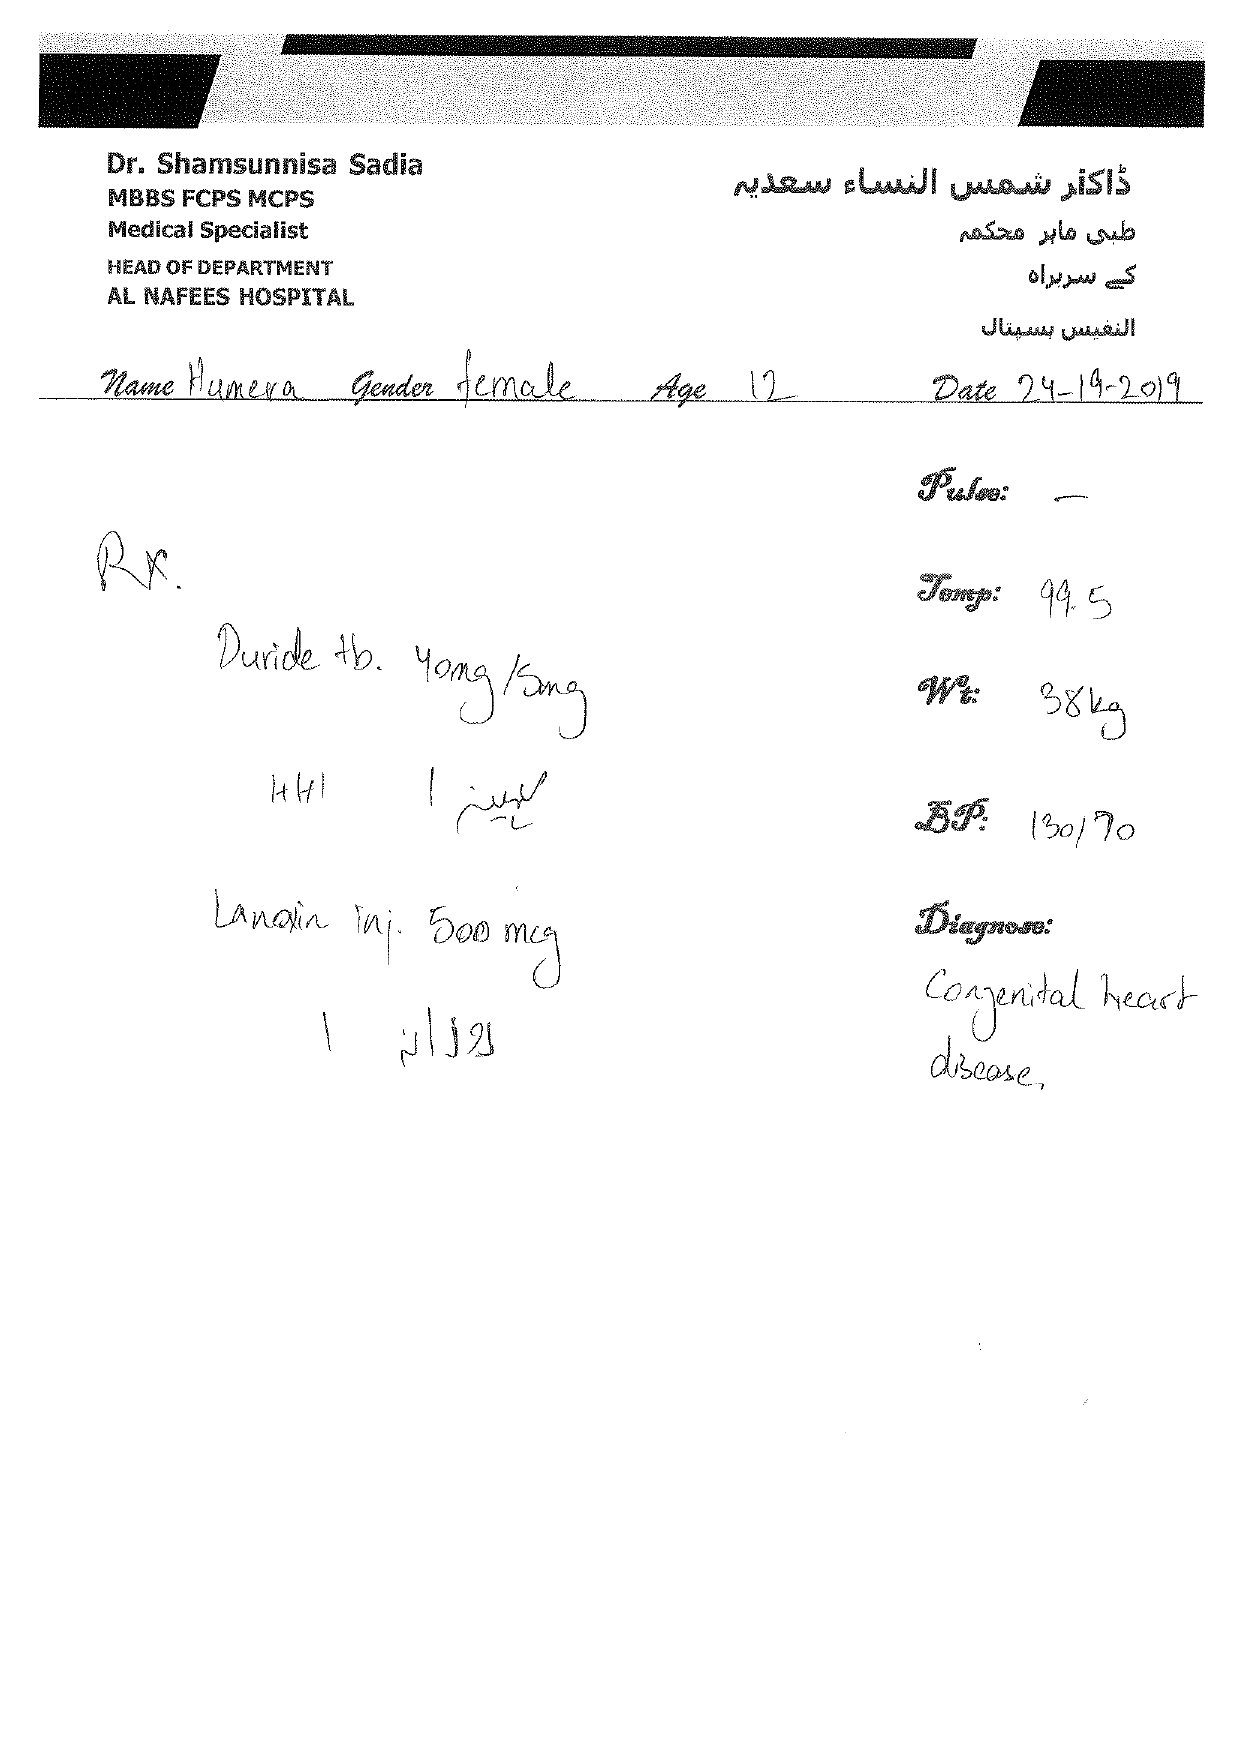 Dr. Shamsunnisa Sadia
MBBS FCPS MCPS
Medical Specialist
HEAD OF DEPARTMENT
AL NAFEES HOSPITAL
ڈاکٹر شمس النساء سعدیہ
طبی ماہر محکمہ
کے سربراہ
النفیس ہسپتال
Name Humera Gender female Age 12 Date 24-19-2019
Pulse: —
Rx.
Temp: 99.5
Duride tb. 40mg/5mg
Wt: 38kg
1+1+1 1
BP: 130/70
Lanoxin inj. 500 mcg
Diagnose:
Congenital heart
disease.
1 روزانہ